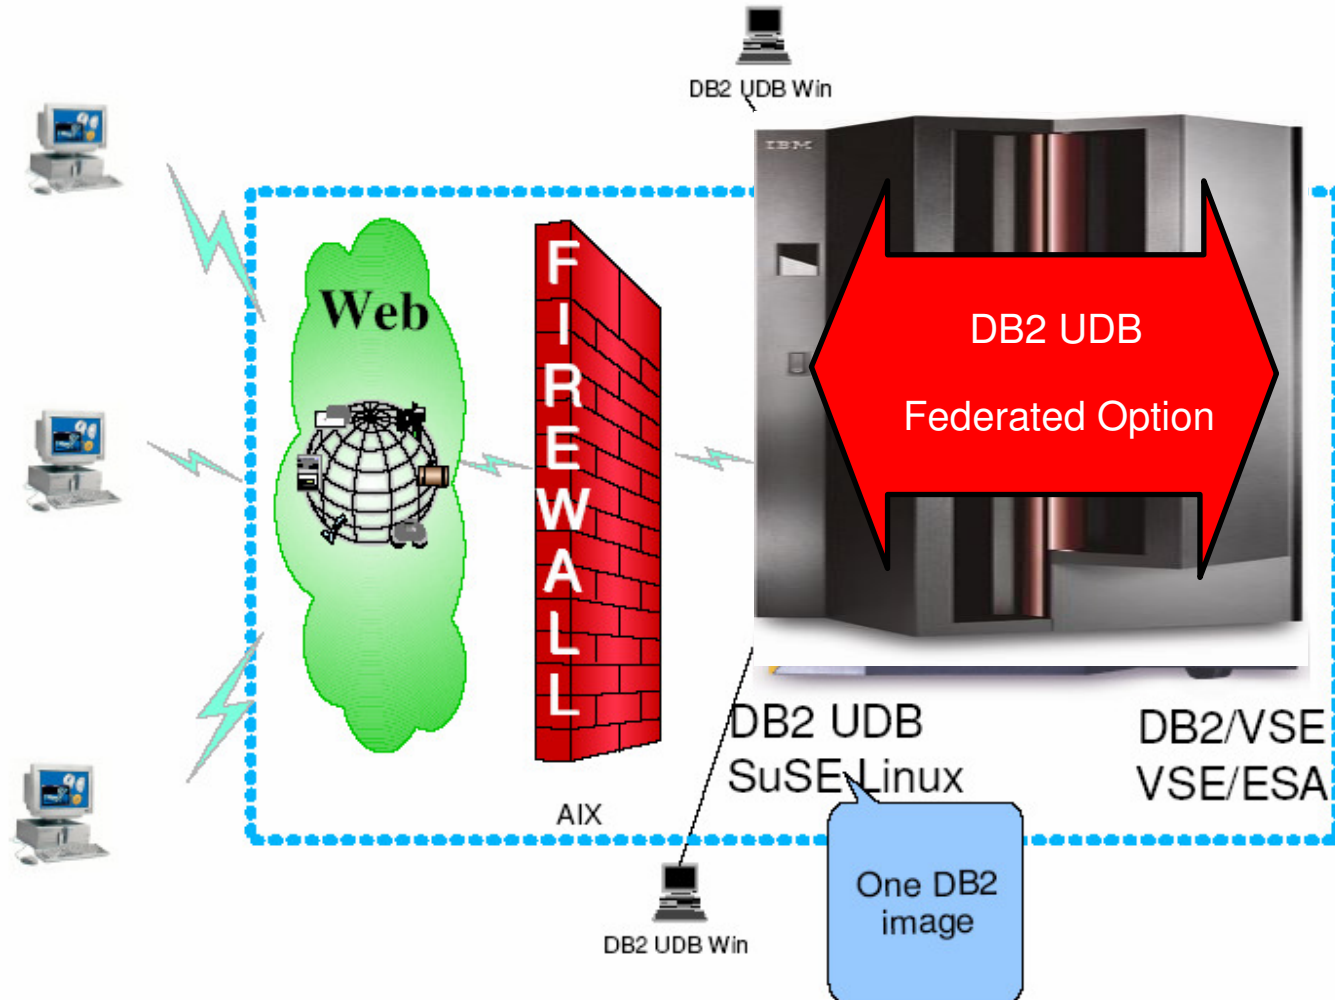 DB2 UDB Win
IBM
Web
FIREWALL
DB2 UDB
Federated Option
DB2 UDB
SuSE Linux
DB2/VSE
VSE/ESA
AIX
One DB2
image
DB2 UDB Win